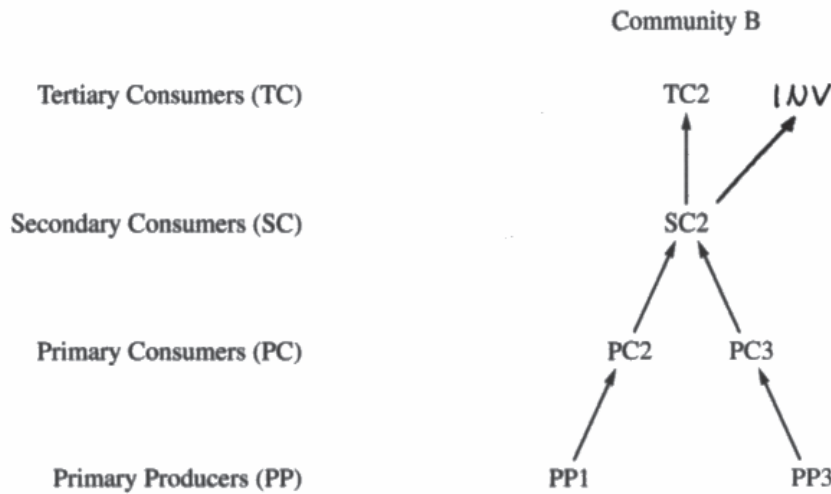 Community B
Tertiary Consumers (TC) TC2 INV
Secondary Consumers (SC) SC2
Primary Consumers (PC) PC2 PC3
Primary Producers (PP) PP1 PP3